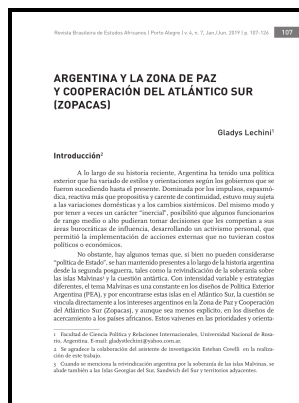 Revista Brasileira de Estudos Africanos | Porto Alegre | v. 4, n. 7, Jan./Jun. 2019 | p. 107-126
107
ARGENTINA Y LA ZONA DE PAZ
Y COOPERACIÓN DEL ATLÁNTICO SUR
(ZOPACAS)
Gladys Lechini¹
Introducción²
A lo largo de su historia reciente, Argentina ha tenido una política
exterior que ha variado de estilos y orientaciones según los gobiernos que se
fueron sucediendo hasta el presente. Dominada por los impulsos, espasmó-
dica, reactiva más que propositiva y carente de continuidad, estuvo muy sujeta
a las variaciones domésticas y a los cambios sistémicos. Del mismo modo y
por tener a veces un carácter "inercial", posibilitó que algunos funcionarios
de rango medio o alto pudieran tomar decisiones que les competían a sus
áreas burocráticas de influencia, desarrollando un activismo personal, que
permitió la implementación de acciones externas que no tuvieran costos
políticos o económicos.
No obstante, hay algunos temas que, si bien no pueden considerarse
"política de Estado", se han mantenido presentes a lo largo de la historia argentina
desde la segunda posguerra, tales como la reivindicación de la soberanía sobre
las islas Malvinas³ y la cuestión antártica. Con intensidad variable y estrategias
diferentes, el tema Malvinas es una constante en los diseños de Política Exterior
Argentina (PEA), y por encontrarse estas islas en el Atlántico Sur, la cuestión se
vincula directamente a los intereses argentinos en la Zona de Paz y Cooperación
del Atlántico Sur (Zopacas), y aunque sea menos explícito, en los diseños de
acercamiento a los países africanos. Estos vaivenes en las prioridades y orienta-
1 Facultad de Ciencia Política y Relaciones Internacionales, Universidad Nacional de Rosa-
rio, Argentina. E-mail: gladyslechini@yahoo.com.ar
2 Se agradece la colaboración del asistente de investigación Esteban Covelli en la realiza-
ción de este trabajo.
3 Cuando se menciona la reivindicación argentina por la soberanía de las islas Malvinas, se
alude también a las Islas Georgias del Sur, Sandwich del Sur y territorios adyacentes.